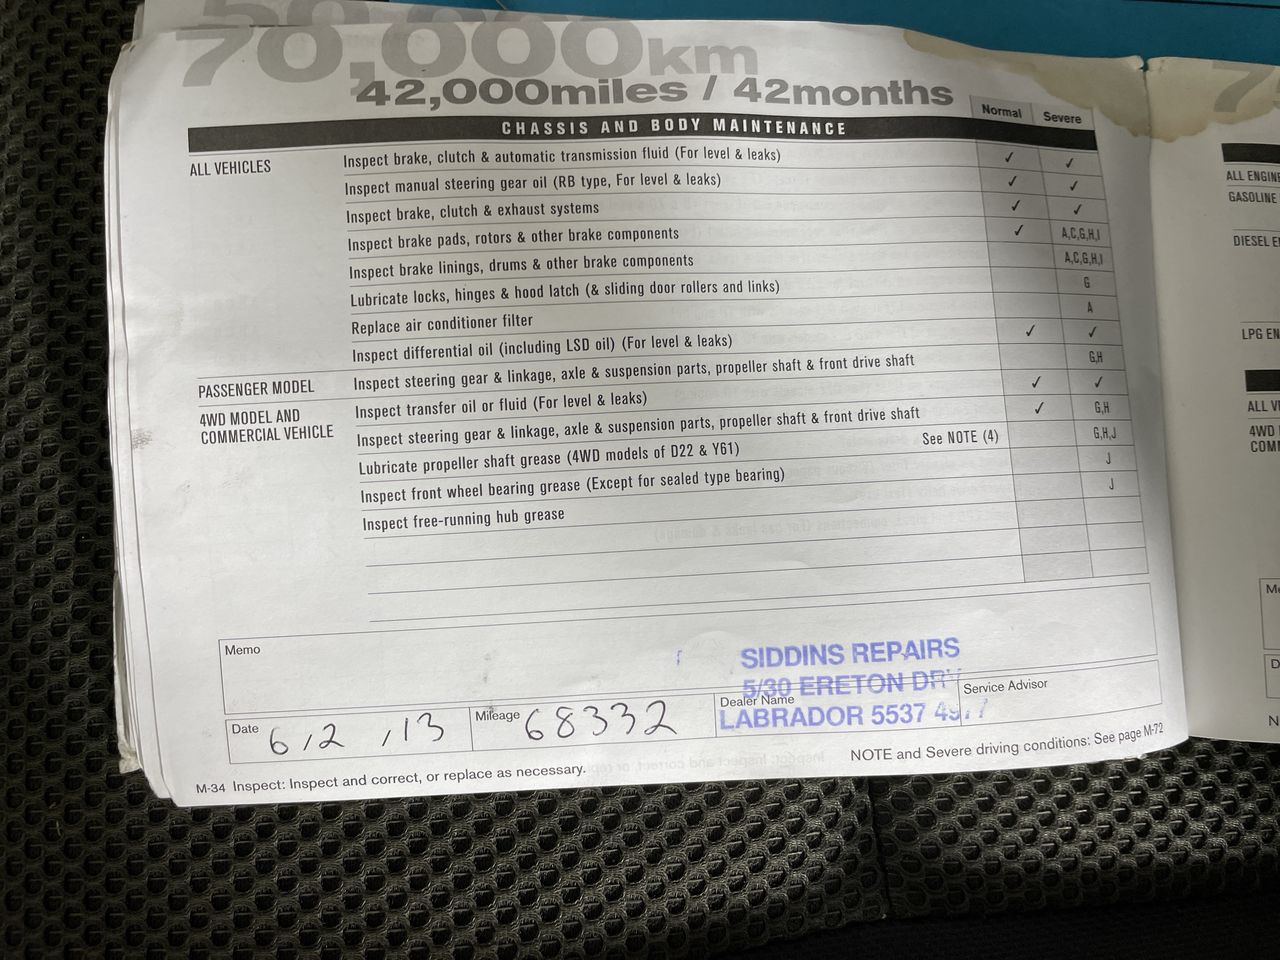 70,000km
42,000miles / 42months
Normal Severe
CHASSIS AND BODY MAINTENANCE
ALL VEHICLES Inspect brake, clutch & automatic transmission fluid (For level & leaks) ✓ ✓
Inspect manual steering gear oil (RB type, For level & leaks) ✓ ✓
Inspect brake, clutch & exhaust systems ✓ ✓
Inspect brake pads, rotors & other brake components ✓ A,C,G,H,I
Inspect brake linings, drums & other brake components A,C,G,H,I
Lubricate locks, hinges & hood latch (& sliding door rollers and links) G
Replace air conditioner filter A
Inspect differential oil (including LSD oil) (For level & leaks) ✓ ✓
PASSENGER MODEL Inspect steering gear & linkage, axle & suspension parts, propeller shaft & front drive shaft G,H
4WD MODEL AND COMMERCIAL VEHICLE Inspect transfer oil or fluid (For level & leaks) ✓ ✓
Inspect steering gear & linkage, axle & suspension parts, propeller shaft & front drive shaft ✓ G,H
Lubricate propeller shaft grease (4WD models of D22 & Y61) See NOTE (4) G,H,J
Inspect front wheel bearing grease (Except for sealed type bearing) J
Inspect free-running hub grease J
Memo
SIDDINS REPAIRS
5/30 ERETON
LABRADOR 5537
Date 6/2/13 Mileage 68332 Dealer Name Service Advisor
M-34 Inspect: Inspect and correct, or replace as necessary. NOTE and Severe driving conditions: See page M-72
ALL
GASOLINE
DIESEL
LPG
ALL
4WD